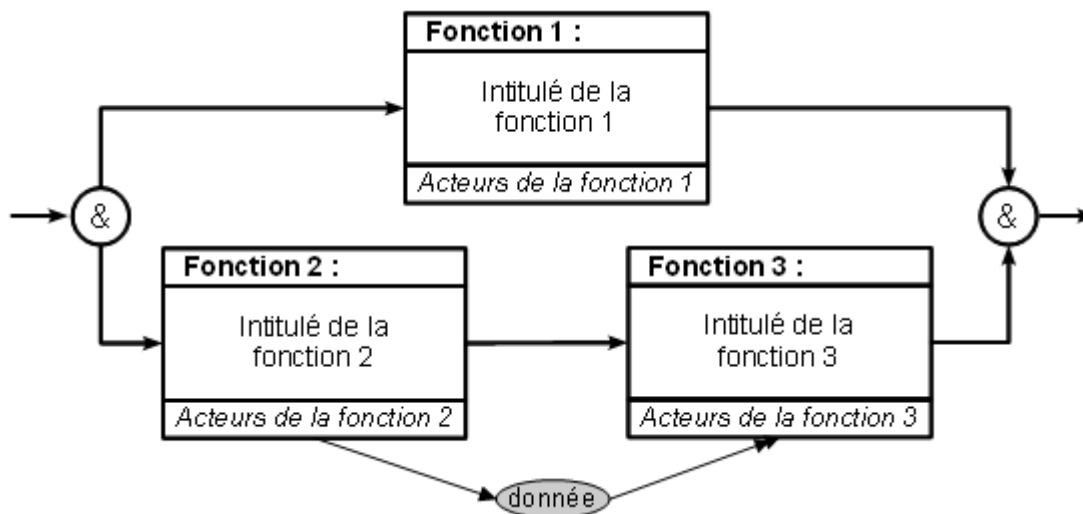 Fonction 1 :
Intitulé de la
fonction 1
Acteurs de la fonction 1
&
&
Fonction 2 :
Intitulé de la
fonction 2
Acteurs de la fonction 2
Fonction 3 :
Intitulé de la
fonction 3
Acteurs de la fonction 3
donnée